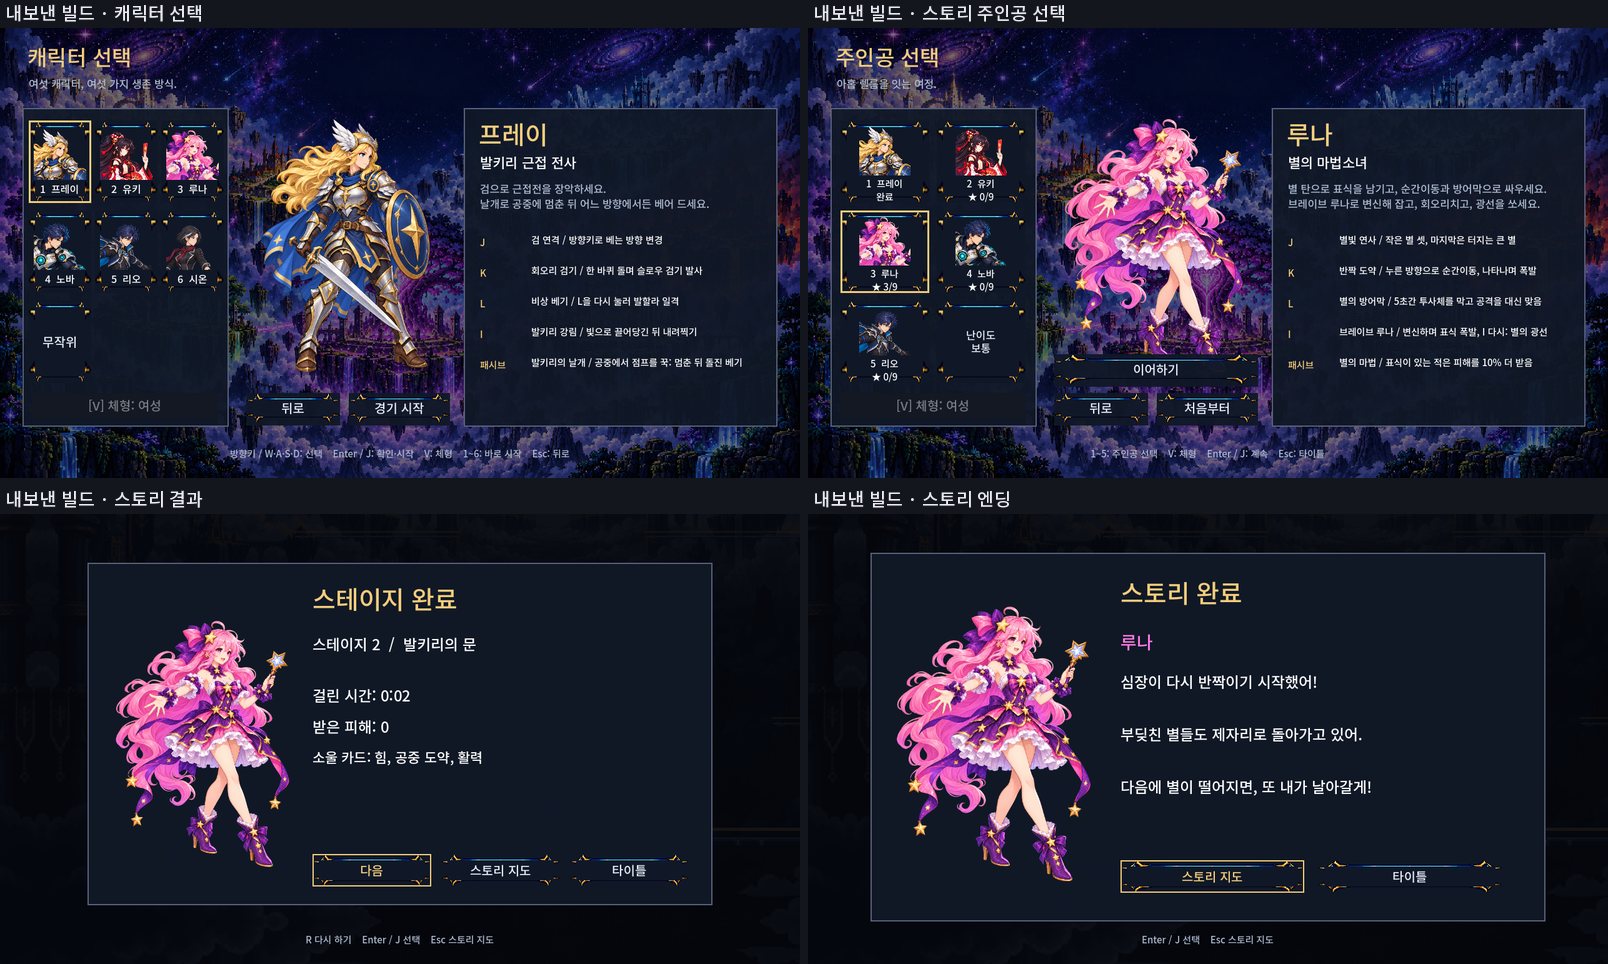 내보낸 빌드 · 캐릭터 선택
캐릭터 선택
여섯 캐릭터, 여섯 가지 생존 방식.
1 프레이
2 유키
3 루나
4 노바
5 리오
6 시온
무작위
[V] 체형: 여성
뒤로
경기 시작
프레이
발키리 근접 전사
검으로 근접전을 장악하세요.
날개로 공중에 멈춘 뒤 어느 방향에서든 베어 드세요.
J 검 연격 / 방향키로 베는 방향 변경
K 회오리 검기 / 한 바퀴 돌며 슬로우 검기 발사
L 비상 베기 / L을 다시 눌러 발할라 일격
I 발키리 강림 / 빛으로 끌어당긴 뒤 내려찍기
패시브 발키리의 날개 / 공중에서 점프를 꾹: 멈춘 뒤 돌진 베기
방향키 / W·A·S·D: 선택 Enter / J: 확인·시작 V: 체형 1~6: 바로 시작 Esc: 뒤로
내보낸 빌드 · 스토리 주인공 선택
주인공 선택
아홉 렐름을 잇는 여정.
1 프레이
완료
2 유키
★ 0/9
3 루나
★ 3/9
4 노바
★ 0/9
5 리오
★ 0/9
난이도
보통
[V] 체형: 여성
이어하기
뒤로
처음부터
루나
별의 마법소녀
별 탄으로 표식을 남기고, 순간이동과 방어막으로 싸우세요.
브레이브 루나로 변신해 잡고, 회오리치고, 광선을 쏘세요.
J 별빛 연사 / 작은 별 셋, 마지막은 터지는 큰 별
K 반짝 도약 / 누른 방향으로 순간이동, 나타나며 폭발
L 별의 방어막 / 5초간 투사체를 막고 공격을 대신 맞음
I 브레이브 루나 / 변신하며 표식 폭발, I 다시: 별의 광선
패시브 별의 마법 / 표식이 있는 적은 피해를 10% 더 받음
1~5: 주인공 선택 V: 체형 Enter / J: 계속 Esc: 타이틀
내보낸 빌드 · 스토리 결과
스테이지 완료
스테이지 2 / 발키리의 문
걸린 시간: 0:02
받은 피해: 0
소울 카드: 힘, 공중 도약, 활력
다음
스토리 지도
타이틀
R 다시 하기 Enter / J 선택 Esc 스토리 지도
내보낸 빌드 · 스토리 엔딩
스토리 완료
루나
심장이 다시 반짝이기 시작했어!
부딪친 별들도 제자리로 돌아가고 있어.
다음에 별이 떨어지면, 또 내가 날아갈게!
스토리 지도
타이틀
Enter / J 선택 Esc 스토리 지도